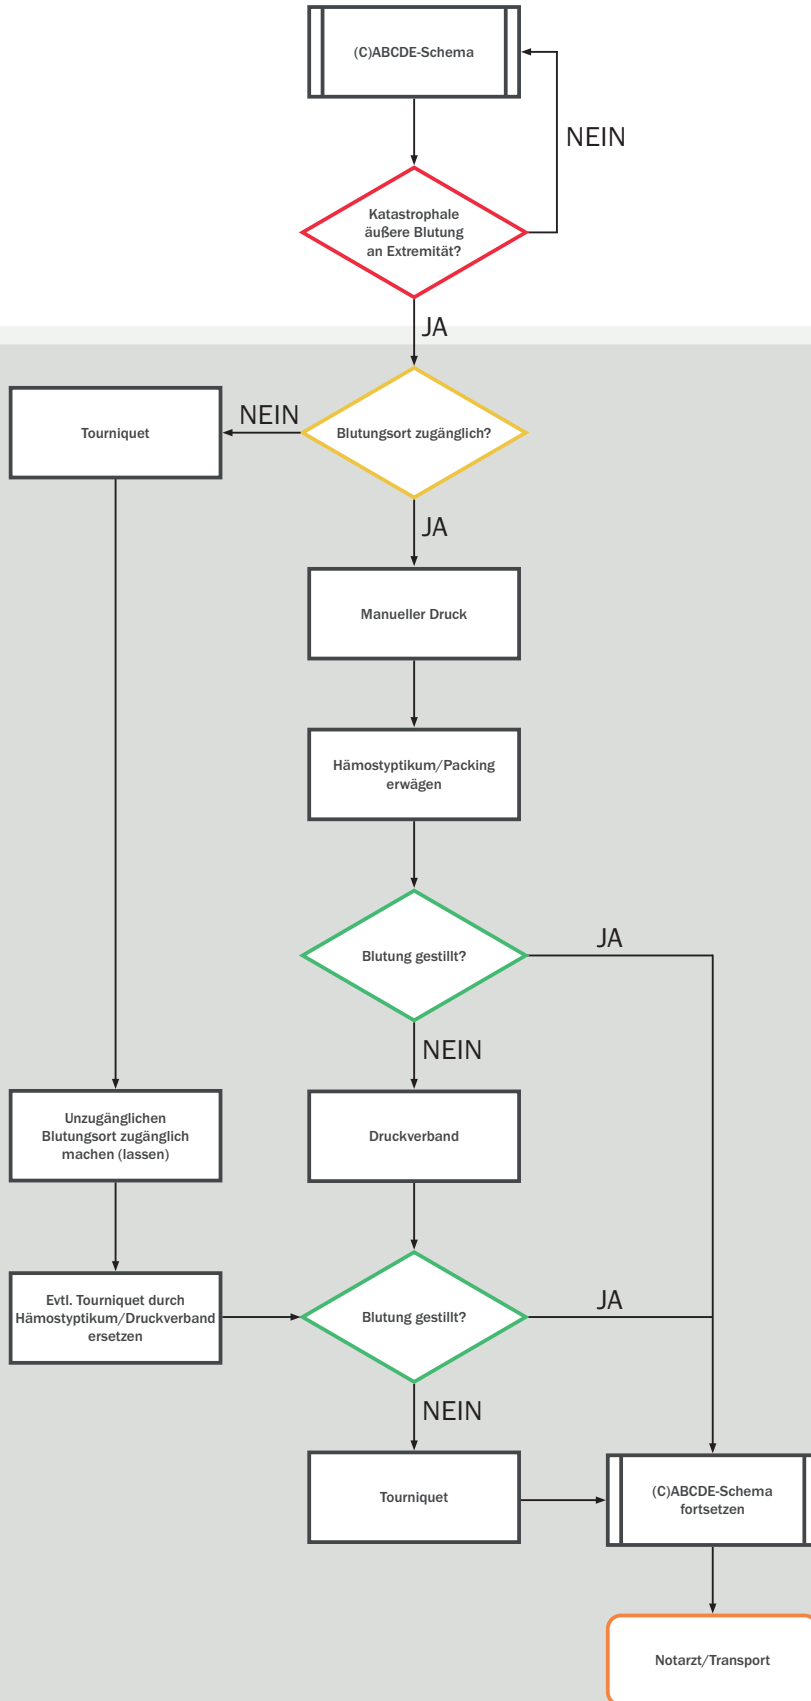 (C)ABCDE-Schema
NEIN
Katastrophale
äußere Blutung
an Extremität?
JA
Tourniquet
NEIN
Blutungsort zugänglich?
JA
Manueller Druck
Hämostyptikum/Packing
erwägen
Blutung gestillt?
JA
NEIN
Unzugänglichen
Blutungsort zugänglich
machen (lassen)
Druckverband
Evtl. Tourniquet durch
Hämostyptikum/Druckverband
ersetzen
Blutung gestillt?
JA
NEIN
Tourniquet
(C)ABCDE-Schema
fortsetzen
Notarzt/Transport